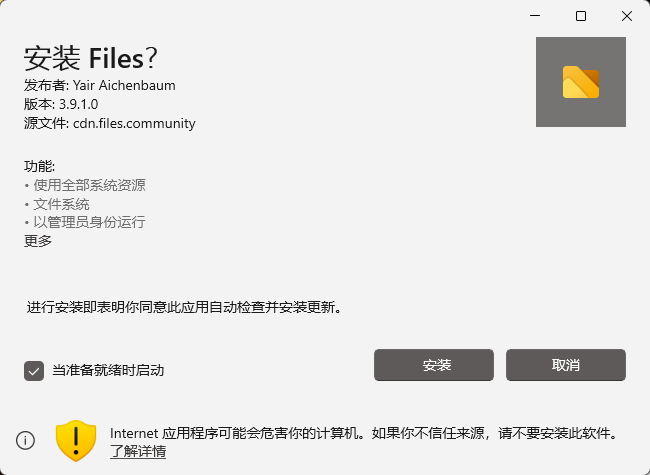 安装 Files?
发布者: Yair Aichenbaum
版本: 3.9.1.0
源文件: cdn.files.community
功能:
• 使用全部系统资源
• 文件系统
• 以管理员身份运行
更多
进行安装即表明你同意此应用自动检查并安装更新。
当准备就绪时启动
安装
取消
Internet 应用程序可能会危害你的计算机。如果你不信任来源，请不要安装此软件。
了解详情